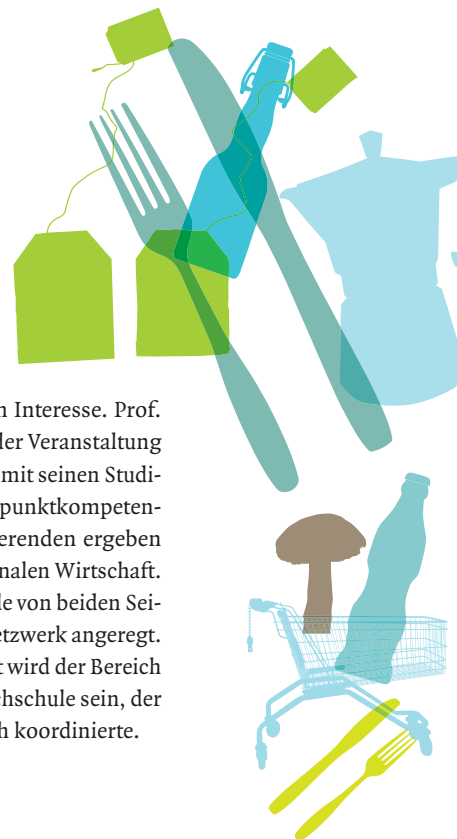 n Interesse. Prof.
der Veranstaltung
mit seinen Studi-
punktkompeten-
erenden ergeben
nalen Wirtschaft.
le von beiden Sei-
etzwerk angeregt.
t wird der Bereich
chschule sein, der
h koordinierte.